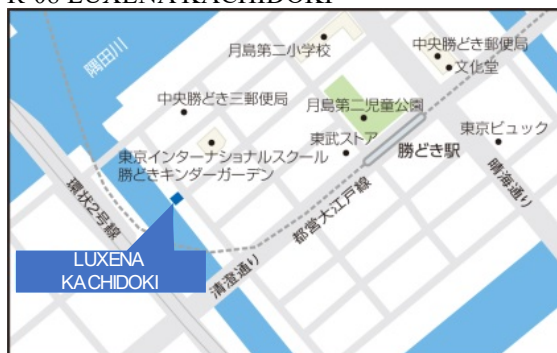 R-08 LUXENA KACHIDOKI
隅田川
月島第二小学校
中央勝どき郵便局
文化堂
中央勝どき三郵便局
月島第二児童公園
東武ストア
勝どき駅
東京ビュック
東京インターナショナルスクール
勝どきキンダーガーデン
環状2号線
都営大江戸線
晴海通り
清澄通り
LUXENA
KACHIDOKI